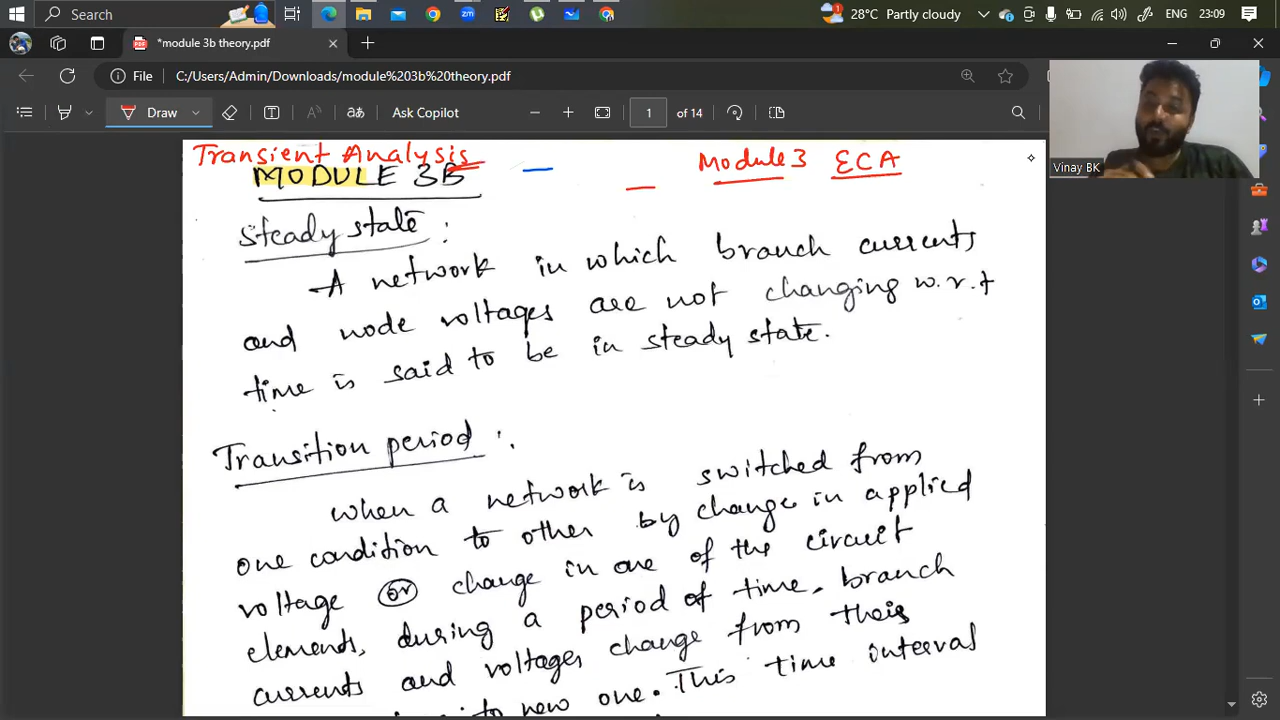 Search
28°C Partly cloudy
ENG
23:09
*module 3b theory.pdf
File
C:/Users/Admin/Downloads/module%203b%20theory.pdf
Draw
aあ
Ask Copilot
1 of 14
Vinay BK
Transient Analysis
Module 3 ECA
MODULE 3B
Steady state :
A network in which branch currents
and node voltages are not changing w.r.t
time is said to be in steady state.
Transition period :
when a network is switched from
one condition to other by change in applied
voltage or change in one of the circuit
elements, during a period of time, branch
currents and voltages change from their
to new one. This time interval